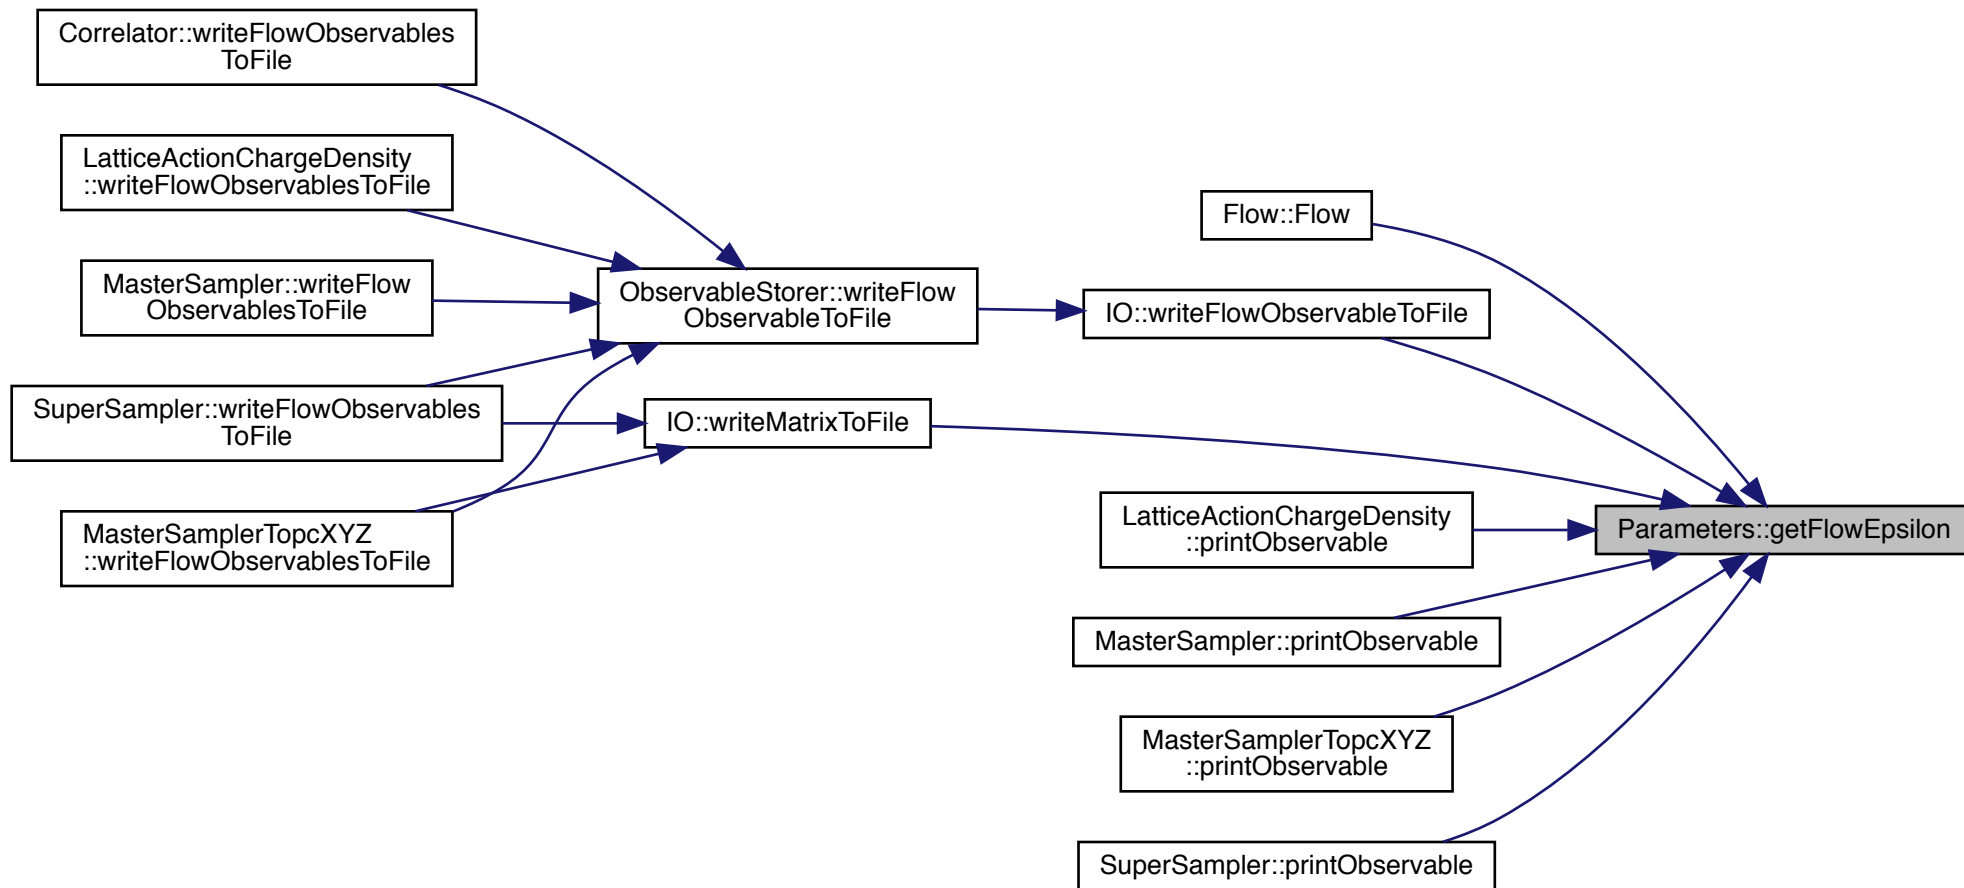 Correlator::writeFlowObservables
ToFile
LatticeActionChargeDensity
::writeFlowObservablesToFile
MasterSampler::writeFlow
ObservablesToFile
SuperSampler::writeFlowObservables
ToFile
MasterSamplerTopcXYZ
::writeFlowObservablesToFile
ObservableStorer::writeFlow
ObservableToFile
IO::writeMatrixToFile
Flow::Flow
IO::writeFlowObservableToFile
LatticeActionChargeDensity
::printObservable
MasterSampler::printObservable
MasterSamplerTopcXYZ
::printObservable
SuperSampler::printObservable
Parameters::getFlowEpsilon